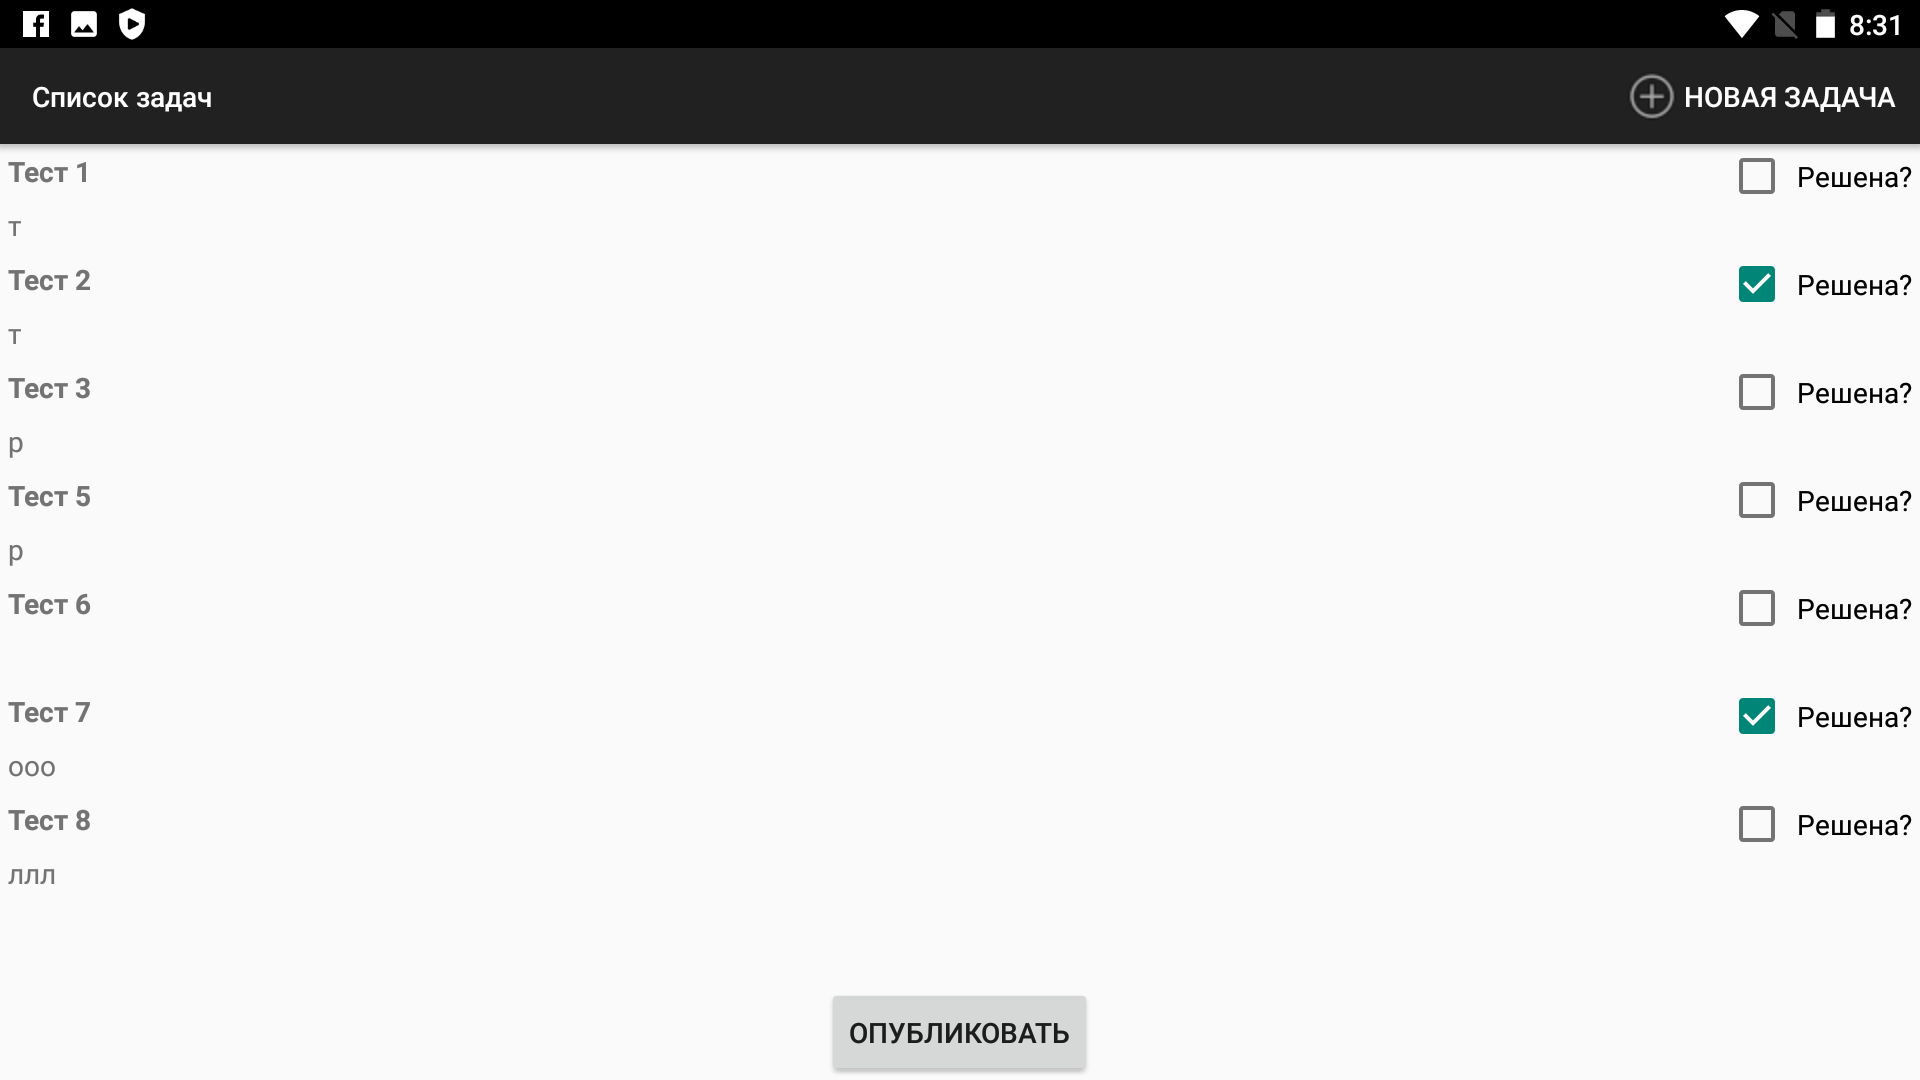 8:31
Список задач
НОВАЯ ЗАДАЧА
Тест 1
Решена?
т
Тест 2
Решена?
т
Тест 3
Решена?
р
Тест 5
Решена?
р
Тест 6
Решена?
Тест 7
Решена?
ооо
Тест 8
Решена?
ллл
ОПУБЛИКОВАТЬ